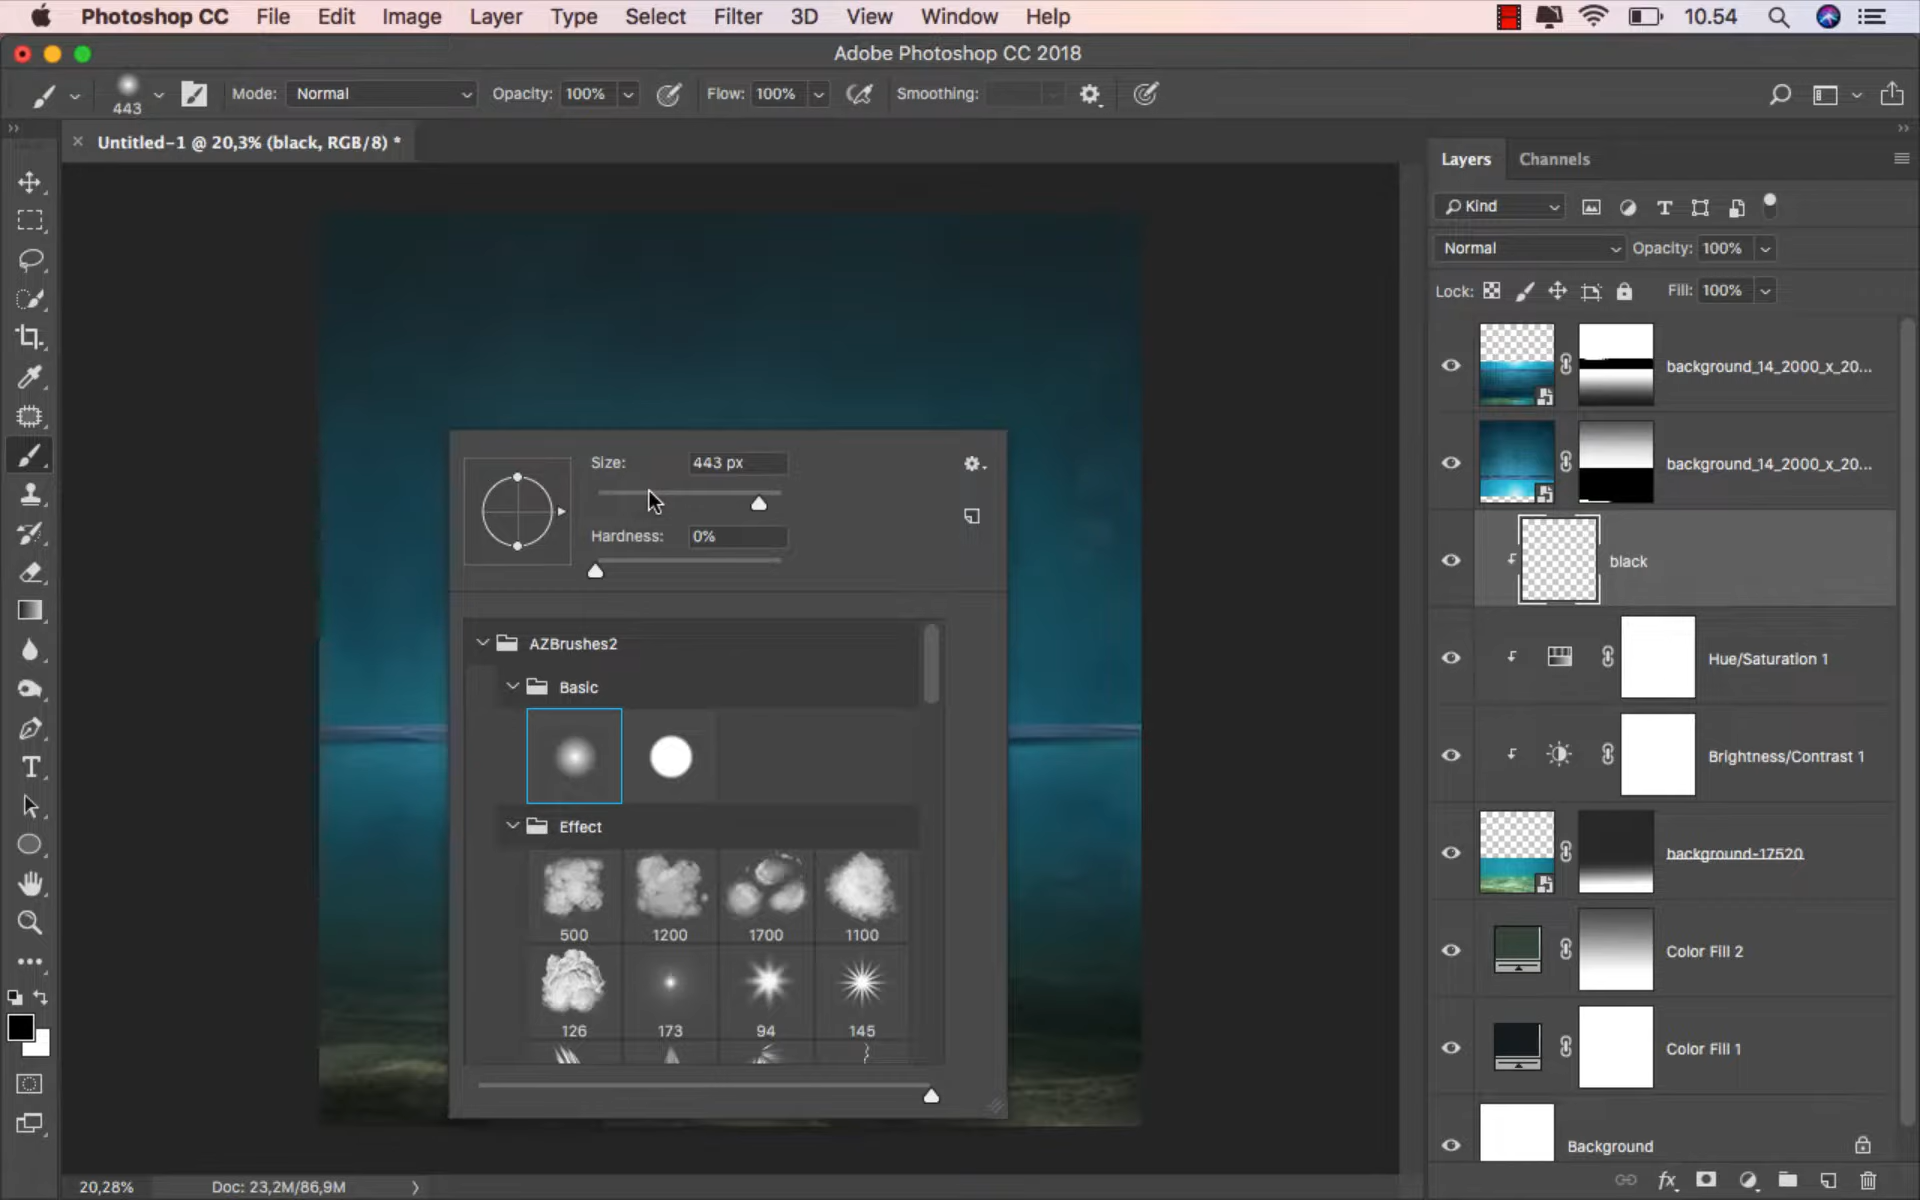 Photoshop CC File Edit Image Layer Type Select Filter 3D View Window Help 10.54
Adobe Photoshop CC 2018
443 Mode: Normal Opacity: 100% Flow: 100% Smoothing:
× Untitled-1 @ 20,3% (black, RGB/8) *
Layers Channels
Kind
Normal Opacity: 100%
Lock: Fill: 100%
background_14_2000_x_20...
background_14_2000_x_20...
black
Hue/Saturation 1
Brightness/Contrast 1
background-17520
Color Fill 2
Color Fill 1
Background
Size: 443 px
Hardness: 0%
AZBrushes2
Basic
Effect
500 1200 1700 1100
126 173 94 145
20,28% Doc: 23,2M/86,9M